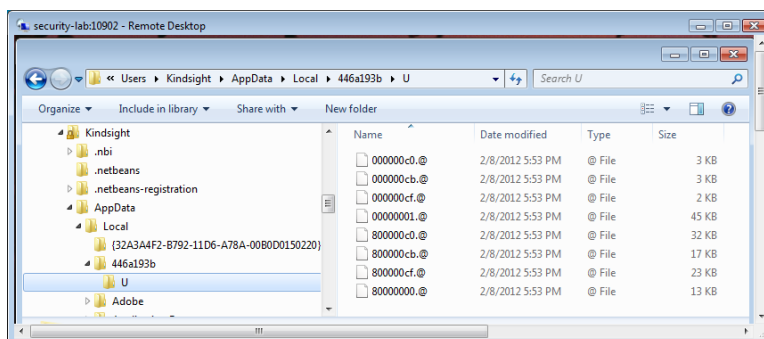 security-lab:10902 - Remote Desktop
« Users ▸ Kindsight ▸ AppData ▸ Local ▸ 446a193b ▸ U
Search U
Organize ▾ Include in library ▾ Share with ▾ New folder
Kindsight
.nbi
.netbeans
.netbeans-registration
AppData
Local
{32A3A4F2-B792-11D6-A78A-00B0D0150220}
446a193b
U
Adobe
Name Date modified Type Size
000000c0.@ 2/8/2012 5:53 PM @ File 3 KB
000000cb.@ 2/8/2012 5:53 PM @ File 3 KB
000000cf.@ 2/8/2012 5:53 PM @ File 2 KB
00000001.@ 2/8/2012 5:53 PM @ File 45 KB
800000c0.@ 2/8/2012 5:53 PM @ File 32 KB
800000cb.@ 2/8/2012 5:53 PM @ File 17 KB
800000cf.@ 2/8/2012 5:53 PM @ File 23 KB
80000000.@ 2/8/2012 5:53 PM @ File 13 KB